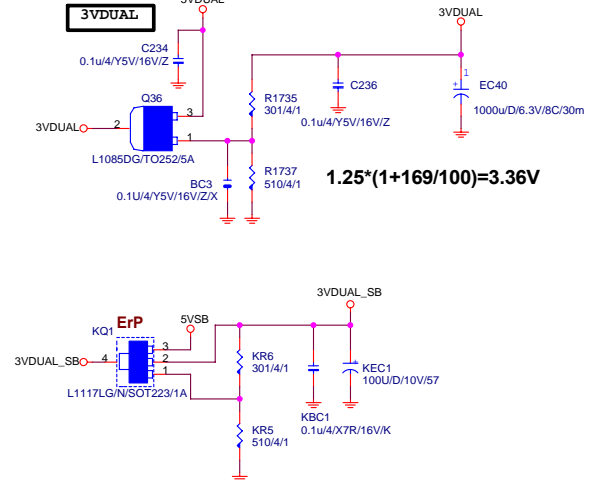 3VDUAL
3VDUAL
3VDUAL
C234
0.1u/4/Y5V/16V/Z
Q36
3VDUAL
2
3
1
L1085DG/TO252/5A
R1735
301/4/1
C236
0.1u/4/Y5V/16V/Z
1
+
EC40
1000u/D/6.3V/8C/30m
BC3
0.1U/4/Y5V/16V/Z/X
R1737
510/4/1
1.25*(1+169/100)=3.36V
3VDUAL_SB
ErP
KQ1
5VSB
3VDUAL_SB
4
3
2
1
L1117LG/N/SOT223/1A
KR6
301/4/1
KBC1
0.1u/4/X7R/16V/K
+
KEC1
100U/D/10V/57
KR5
510/4/1